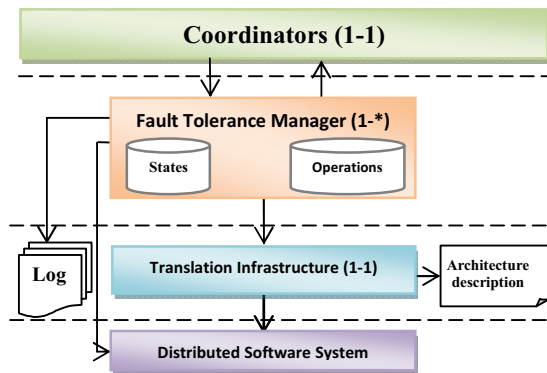 Coordinators (1-1)
Fault Tolerance Manager (1-*)
States
Operations
Log
Translation Infrastructure (1-1)
Architecture
description
Distributed Software System